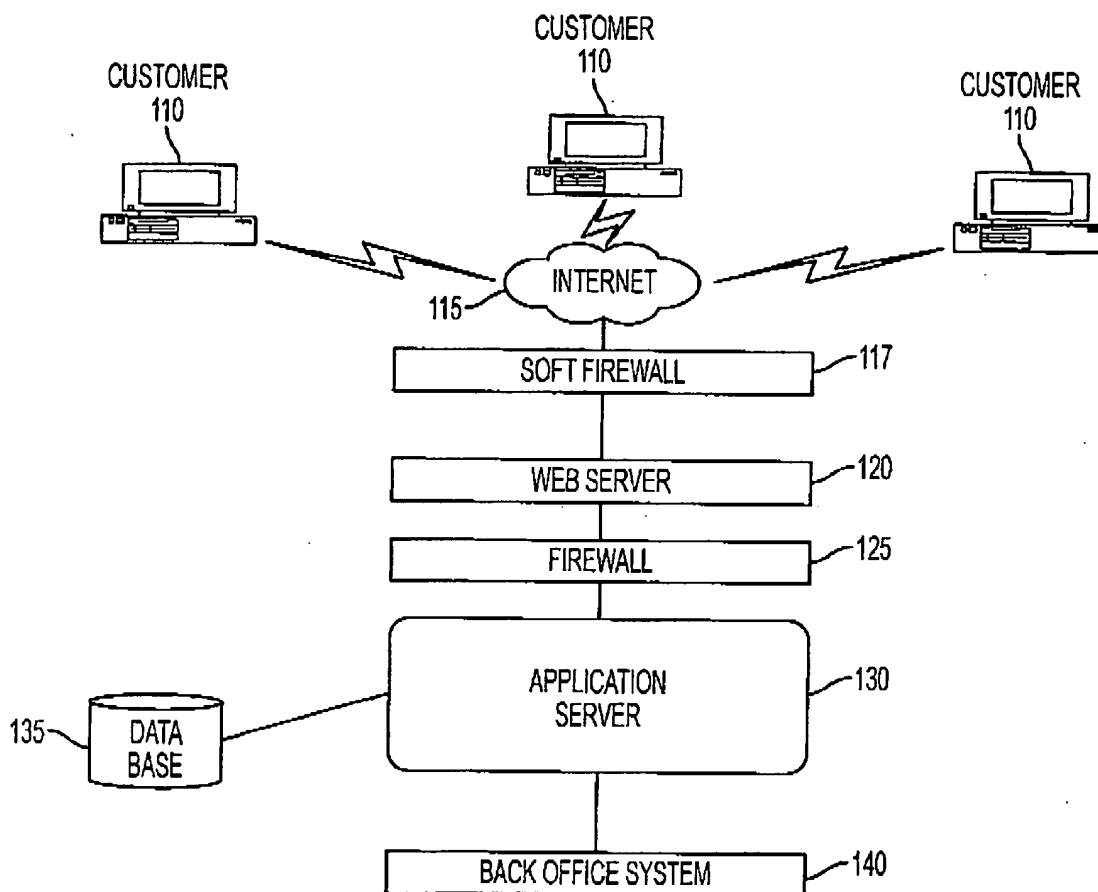 CUSTOMER
110
CUSTOMER
110
CUSTOMER
110
INTERNET
115
SOFT FIREWALL
117
WEB SERVER
120
FIREWALL
125
APPLICATION
SERVER
130
135
DATA
BASE
BACK OFFICE SYSTEM
140